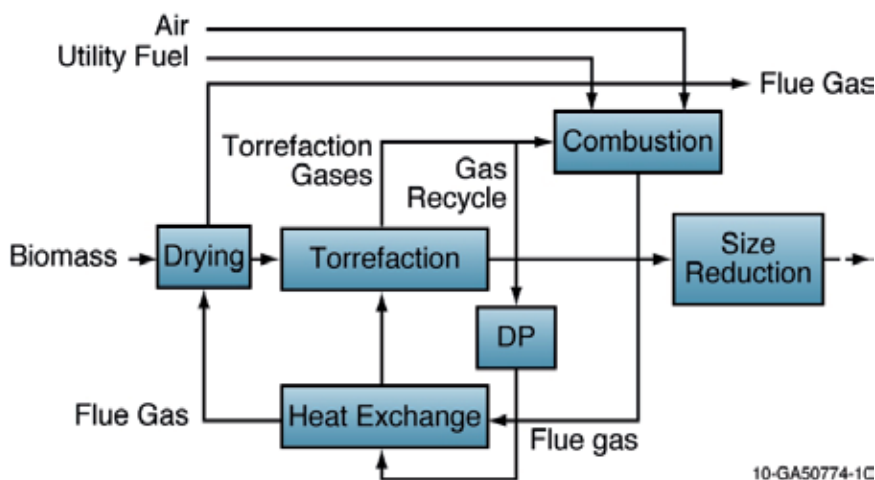 Air
Utility Fuel
Flue Gas
Combustion
Torrefaction
Gases
Gas
Recycle
Biomass
Drying
Torrefaction
Size
Reduction
DP
Flue Gas
Heat Exchange
Flue gas
10-GA50774-1C